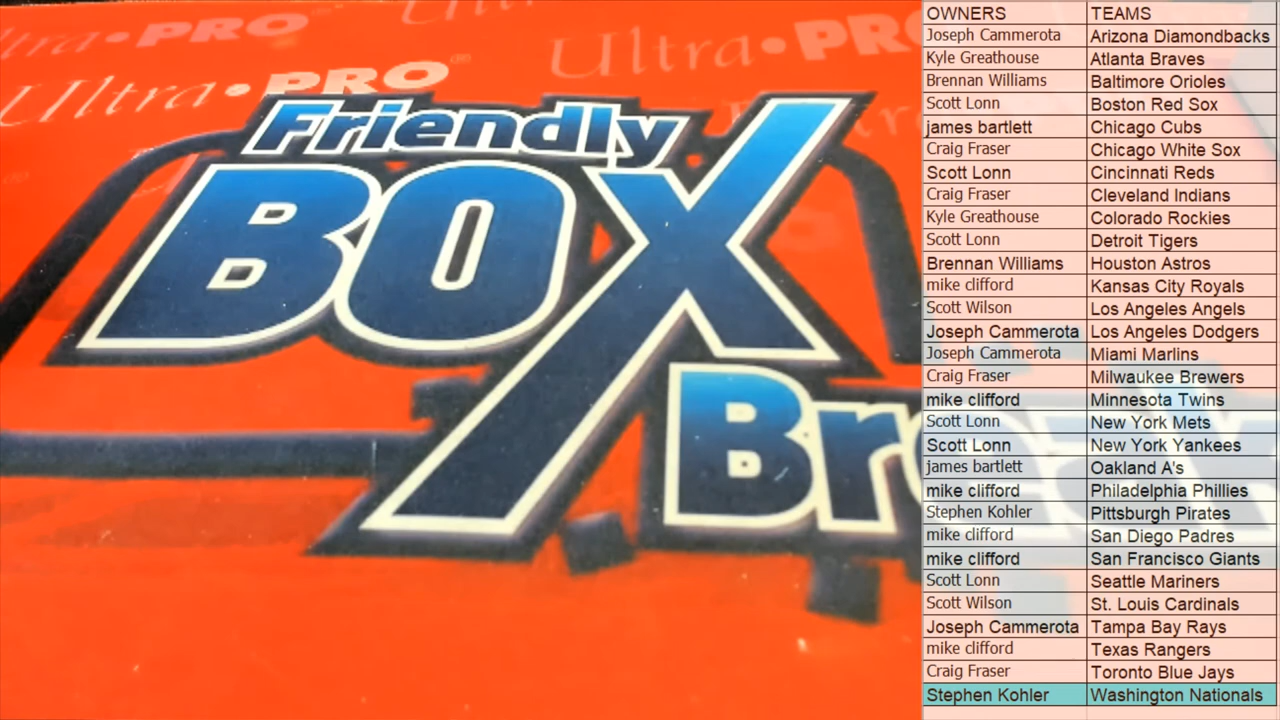 Ultra•PRO
Ultra•PRO
Ultra•PRO
Ultra•PRO
Friendly
BOX
Br
OWNERS TEAMS
Joseph Cammerota Arizona Diamondbacks
Kyle Greathouse Atlanta Braves
Brennan Williams Baltimore Orioles
Scott Lonn Boston Red Sox
james bartlett Chicago Cubs
Craig Fraser Chicago White Sox
Scott Lonn Cincinnati Reds
Craig Fraser Cleveland Indians
Kyle Greathouse Colorado Rockies
Scott Lonn Detroit Tigers
Brennan Williams Houston Astros
mike clifford Kansas City Royals
Scott Wilson Los Angeles Angels
Joseph Cammerota Los Angeles Dodgers
Joseph Cammerota Miami Marlins
Craig Fraser Milwaukee Brewers
mike clifford Minnesota Twins
Scott Lonn New York Mets
Scott Lonn New York Yankees
james bartlett Oakland A's
mike clifford Philadelphia Phillies
Stephen Kohler Pittsburgh Pirates
mike clifford San Diego Padres
mike clifford San Francisco Giants
Scott Lonn Seattle Mariners
Scott Wilson St. Louis Cardinals
Joseph Cammerota Tampa Bay Rays
mike clifford Texas Rangers
Craig Fraser Toronto Blue Jays
Stephen Kohler Washington Nationals